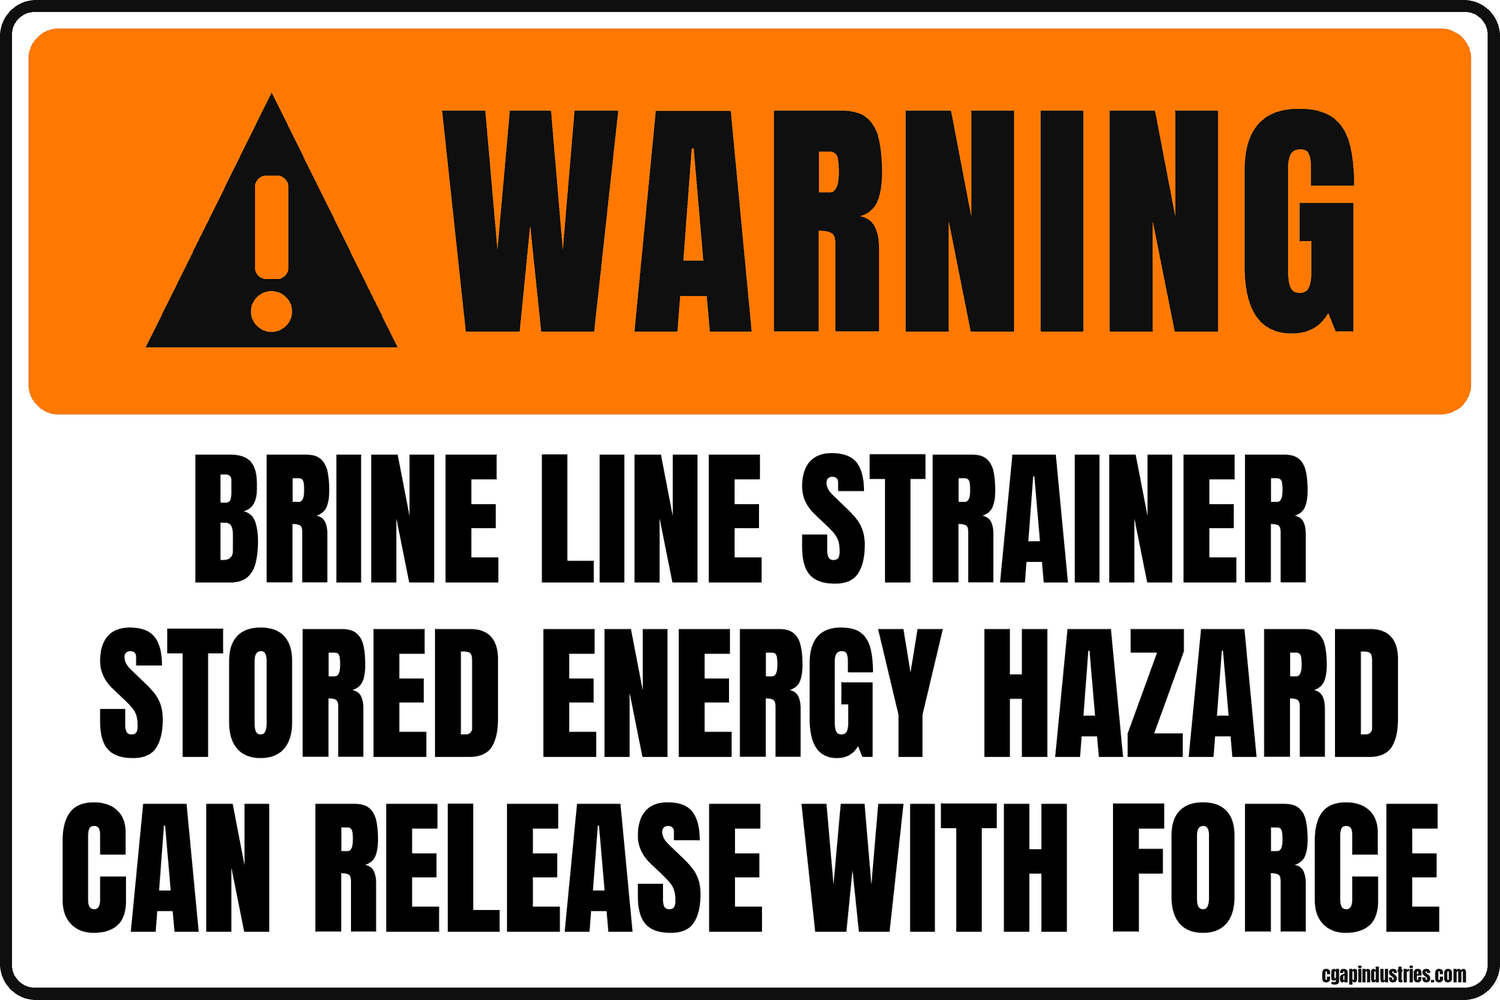 WARNING
BRINE LINE STRAINER
STORED ENERGY HAZARD
CAN RELEASE WITH FORCE
cgapindustries.com